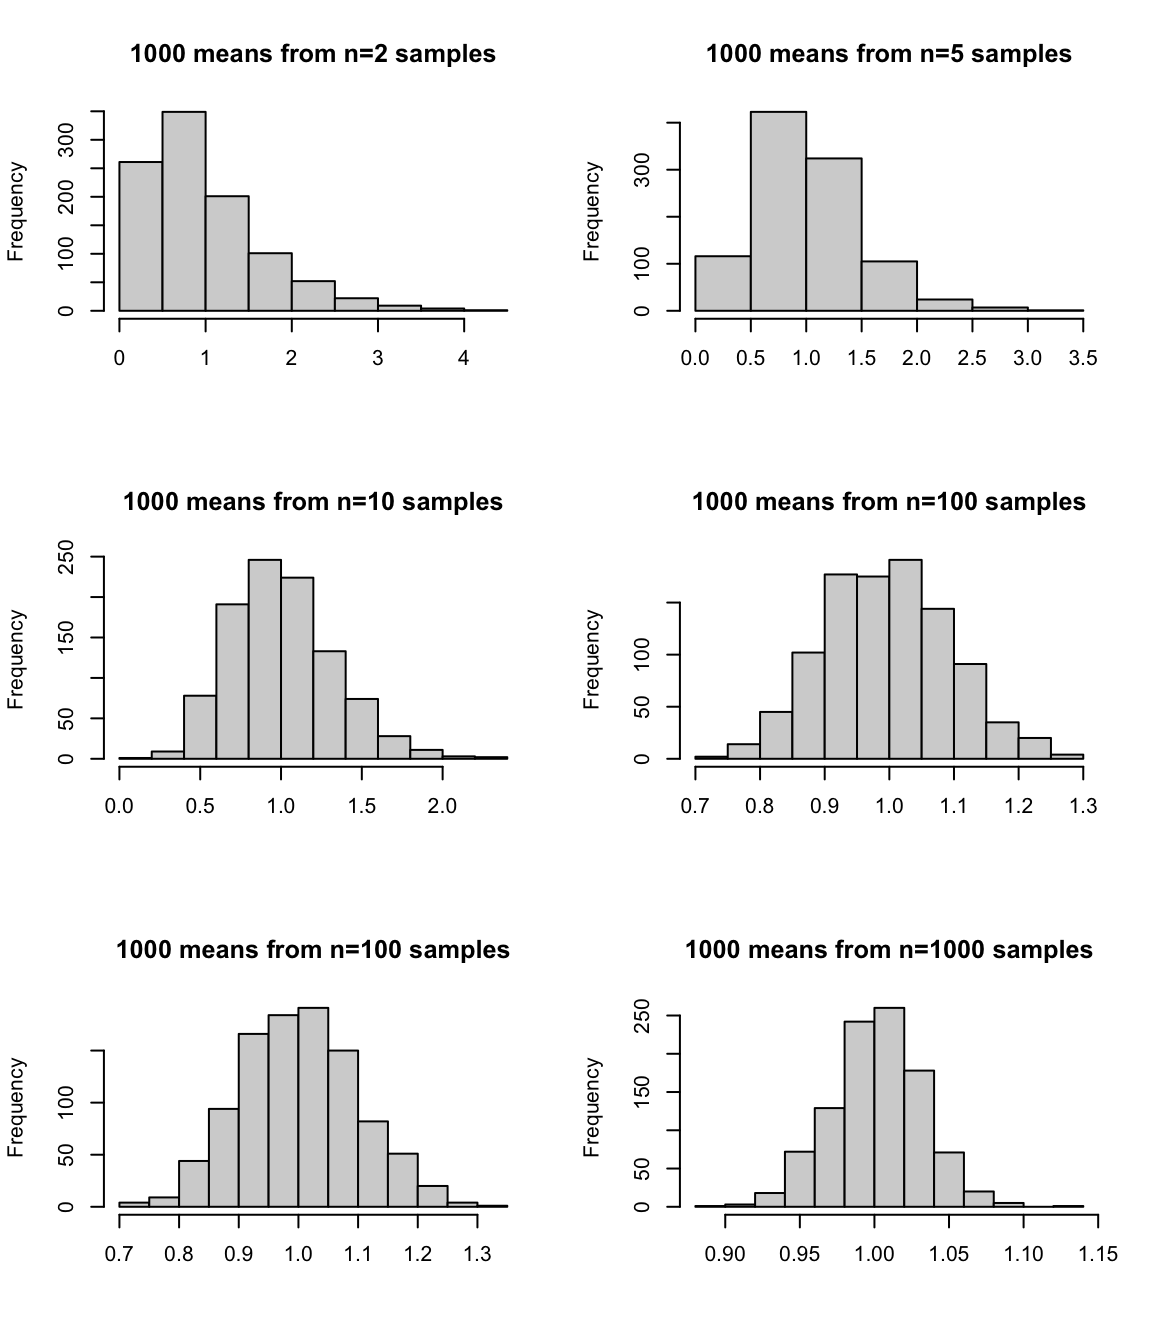 1000 means from n=2 samples
Frequency
300
200
100
0
0 1 2 3 4
1000 means from n=5 samples
Frequency
300
100
0
0.0 0.5 1.0 1.5 2.0 2.5 3.0 3.5
1000 means from n=10 samples
Frequency
250
150
50
0
0.0 0.5 1.0 1.5 2.0
1000 means from n=100 samples
Frequency
100
50
0
0.7 0.8 0.9 1.0 1.1 1.2 1.3
1000 means from n=100 samples
Frequency
100
50
0
0.7 0.8 0.9 1.0 1.1 1.2 1.3
1000 means from n=1000 samples
Frequency
250
150
50
0
0.90 0.95 1.00 1.05 1.10 1.15